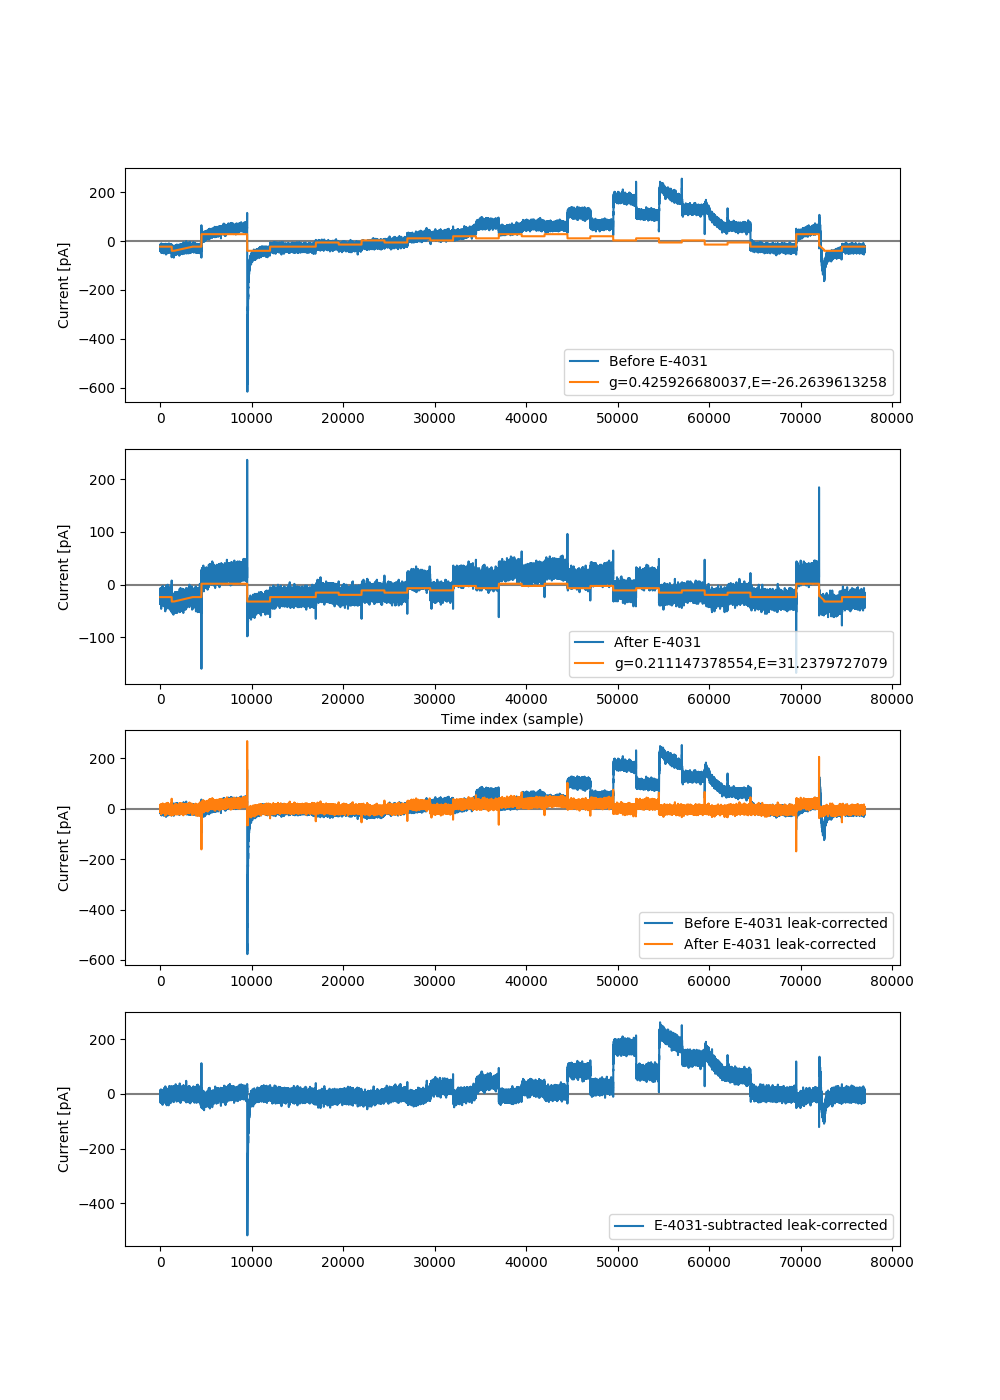 200
0
−200
−400
−600
Current [pA]
Before E-4031
g=0.425926680037,E=-26.2639613258
0 10000 20000 30000 40000 50000 60000 70000 80000
200
100
0
−100
Current [pA]
After E-4031
g=0.211147378554,E=31.2379727079
0 10000 20000 30000 40000 50000 60000 70000 80000
Time index (sample)
200
0
−200
−400
−600
Current [pA]
Before E-4031 leak-corrected
After E-4031 leak-corrected
0 10000 20000 30000 40000 50000 60000 70000 80000
200
0
−200
−400
Current [pA]
E-4031-subtracted leak-corrected
0 10000 20000 30000 40000 50000 60000 70000 80000